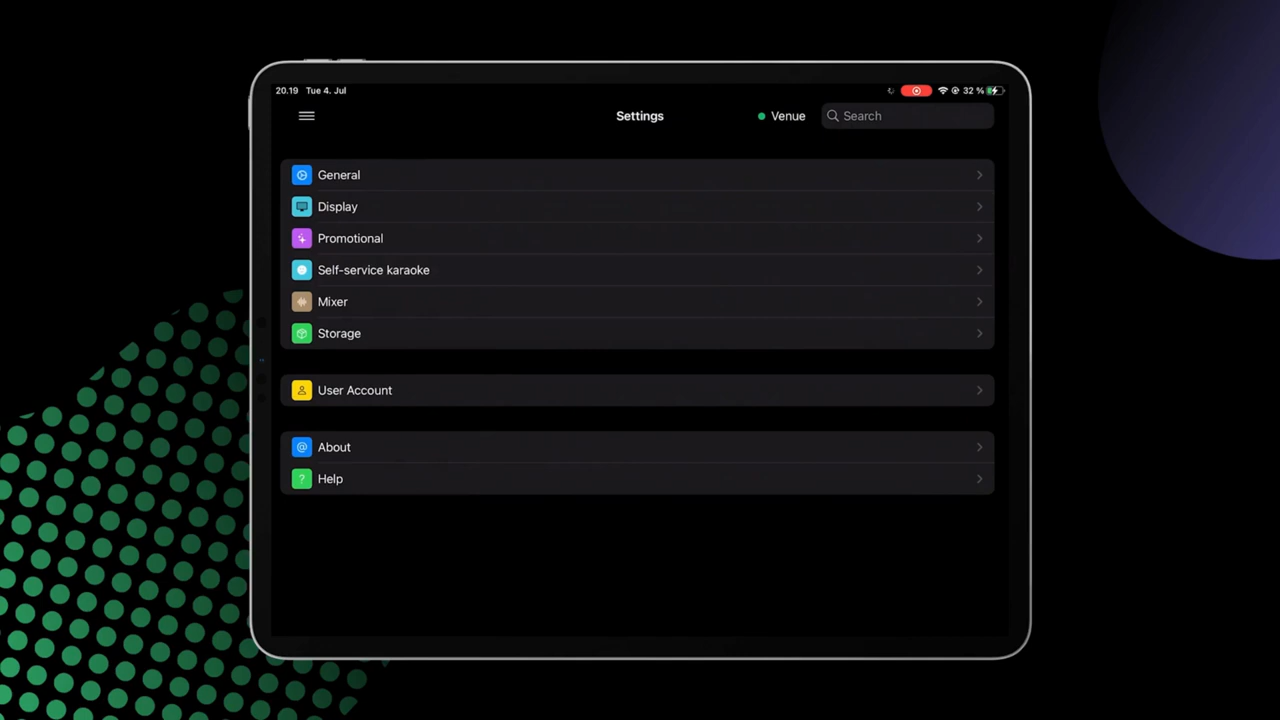 20.19 Tue 4. Jul
32 %
Settings
Venue
Search
General
Display
Promotional
Self-service karaoke
Mixer
Storage
User Account
About
Help